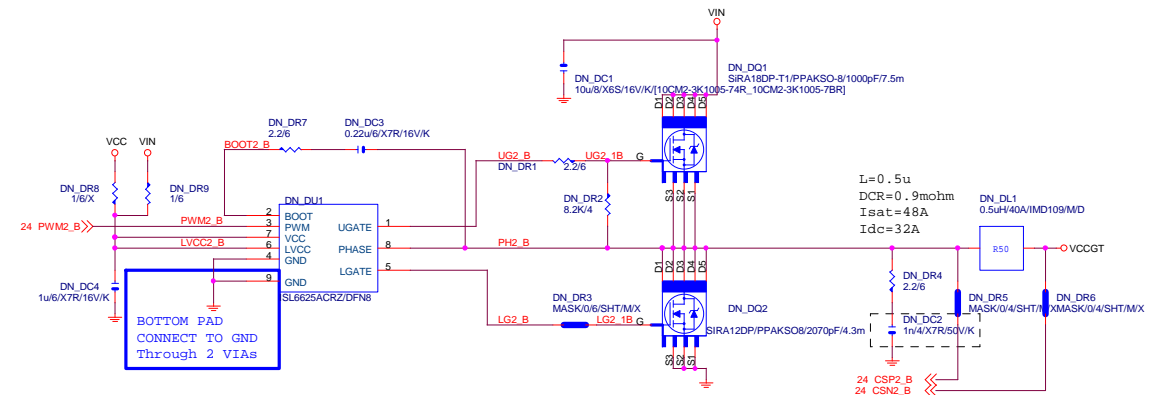 VIN
DN_DQ1
SiRA18DP-T1/PPAKSO-8/1000pF/7.5m
DN_DC1
10u/8/X6S/16V/K/[10CM2-3K1005-74R_10CM2-3K1005-7BR]
D1 D2 D3 D4 D5
DN_DR7
2.2/6
DN_DC3
0.22u/6/X7R/16V/K
VCC VIN
BOOT2_B
UG2_B
DN_DR1
2.2/6
UG2_1B G
S3 S2 S1
DN_DR8
1/6/X
DN_DR9
1/6
DN_DU1
DN_DR2
8.2K/4
L=0.5u
DCR=0.9mohm
Isat=48A
Idc=32A
DN_DL1
0.5uH/40A/IMD109/M/D
24 PWM2_B
PWM2_B
2 BOOT
3 PWM
7 VCC
LVCC2_B
6 LVCC
4 GND
9 GND
UGATE 1
PHASE 8
LGATE 5
SL6625ACRZ/DFN8
PH2_B
R50
VCCGT
D1 D2 D3 D4 D5
DN_DC4
1u/6/X7R/16V/K
DN_DR4
2.2/6
DN_DR3
MASK/0/6/SHT/M/X
LG2_B
LG2_1B G
DN_DQ2
SIRA12DP/PPAKSO8/2070pF/4.3m
S3 S2 S1
DN_DR5
MASK/0/4/SHT/M/X
DN_DR6
MASK/0/4/SHT/M/X
DN_DC2
1n/4/X7R/50V/K
BOTTOM PAD
CONNECT TO GND
Through 2 VIAs
24 CSP2_B
24 CSN2_B